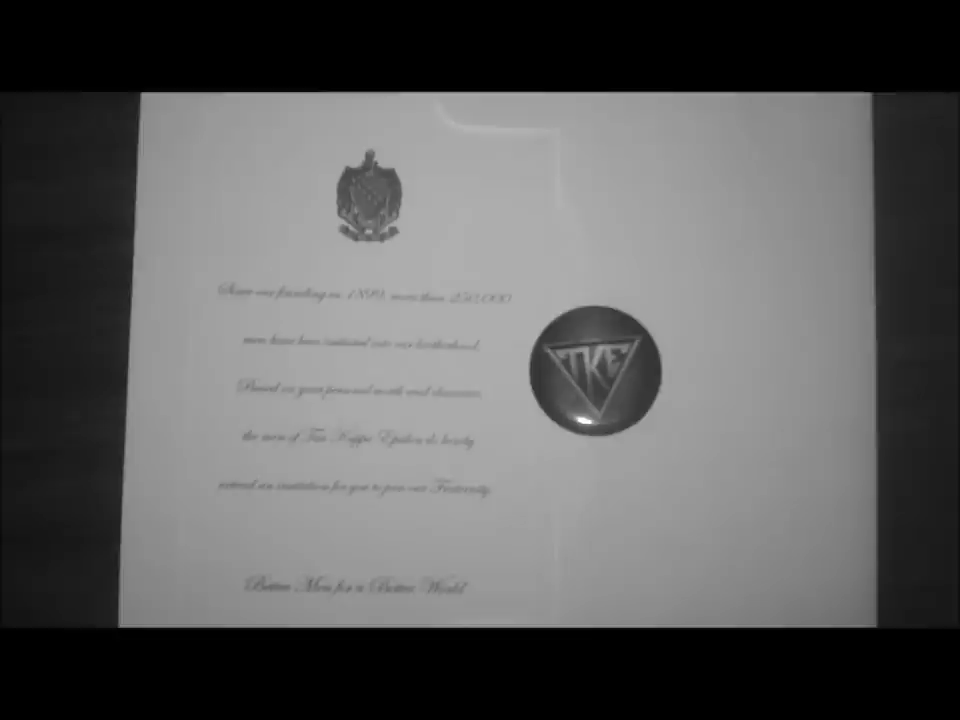 Since our founding in 1899, more than 250,000
men have been initiated into our brotherhood.
Based on your personal worth and character,
the men of Tau Kappa Epsilon do hereby
extend an invitation for you to join our Fraternity.
Better Men for a Better World
TKE